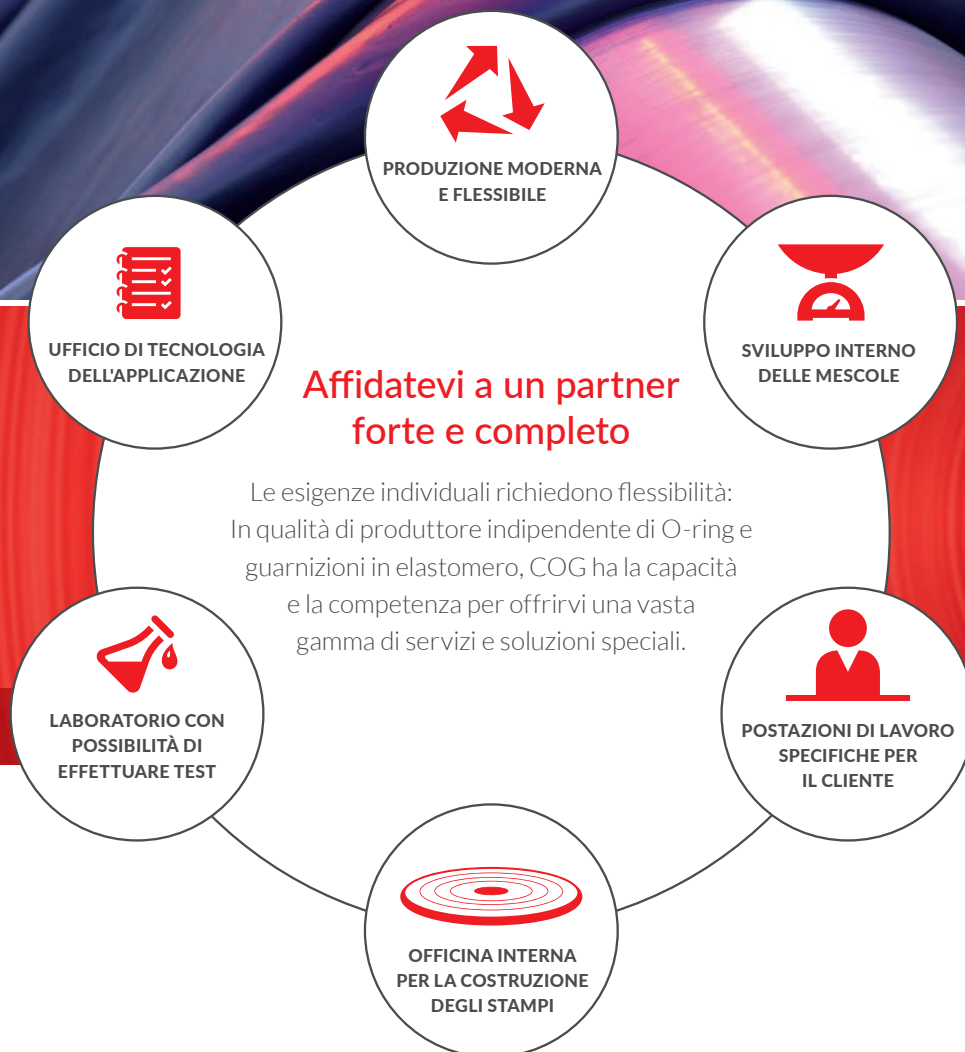 PRODUZIONE MODERNA
E FLESSIBILE
UFFICIO DI TECNOLOGIA
DELL'APPLICAZIONE
SVILUPPO INTERNO
DELLE MESCOLE
Affidatevi a un partner
forte e completo
Le esigenze individuali richiedono flessibilità:
In qualità di produttore indipendente di O-ring e
guarnizioni in elastomero, COG ha la capacità
e la competenza per offrirvi una vasta
gamma di servizi e soluzioni speciali.
LABORATORIO CON
POSSIBILITÀ DI
EFFETTUARE TEST
POSTAZIONI DI LAVORO
SPECIFICHE PER
IL CLIENTE
OFFICINA INTERNA
PER LA COSTRUZIONE
DEGLI STAMPI